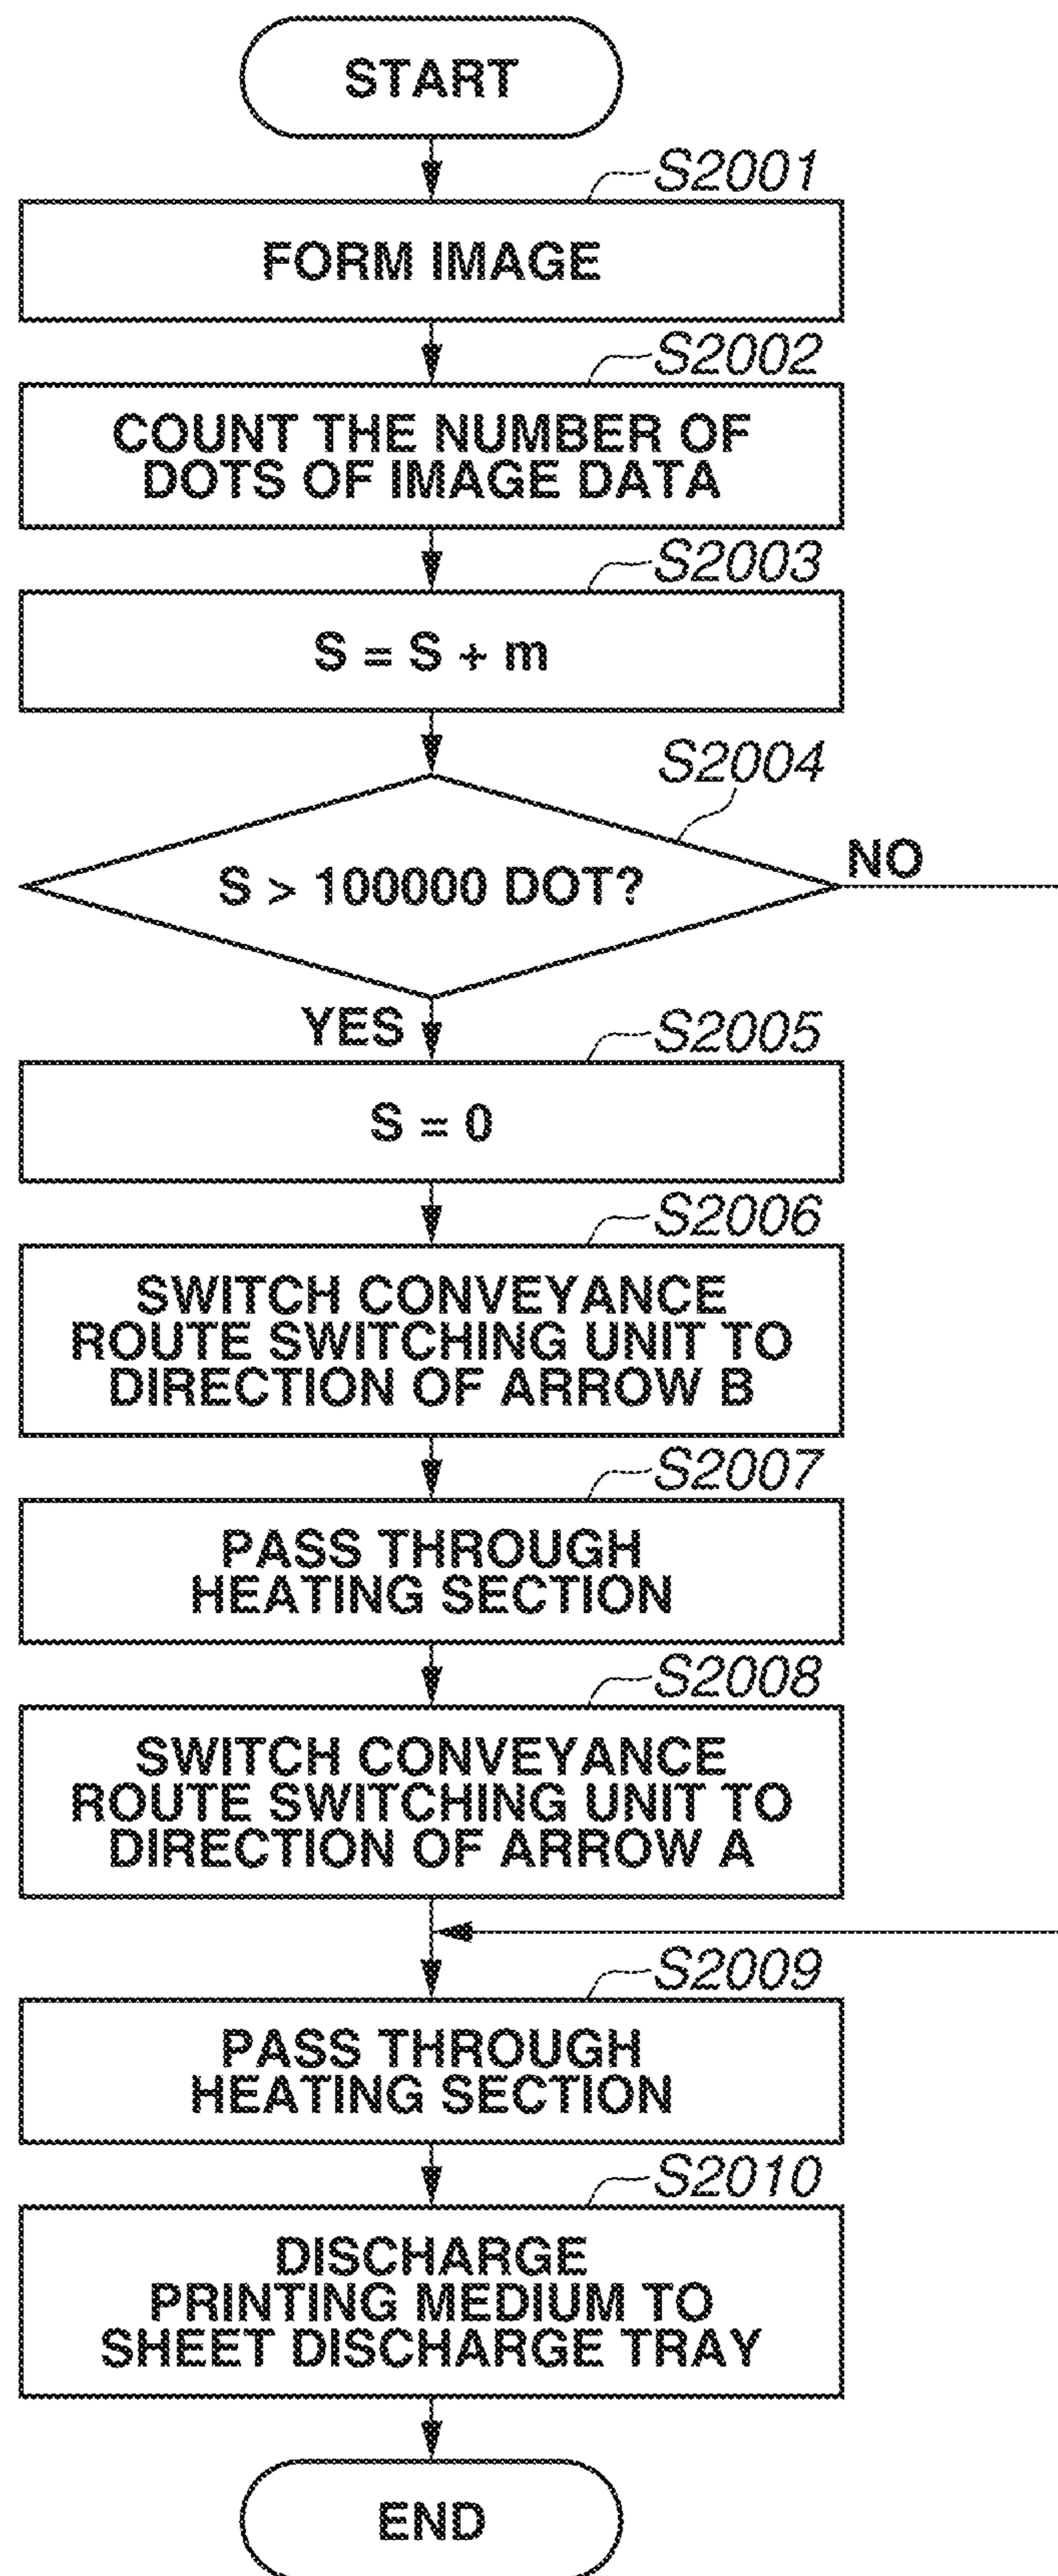 START
S2001
FORM IMAGE
S2002
COUNT THE NUMBER OF
DOTS OF IMAGE DATA
S2003
S = S + m
S2004
S > 100000 DOT?
NO
YES
S2005
S = 0
S2006
SWITCH CONVEYANCE
ROUTE SWITCHING UNIT TO
DIRECTION OF ARROW B
S2007
PASS THROUGH
HEATING SECTION
S2008
SWITCH CONVEYANCE
ROUTE SWITCHING UNIT TO
DIRECTION OF ARROW A
S2009
PASS THROUGH
HEATING SECTION
S2010
DISCHARGE
PRINTING MEDIUM TO
SHEET DISCHARGE TRAY
END